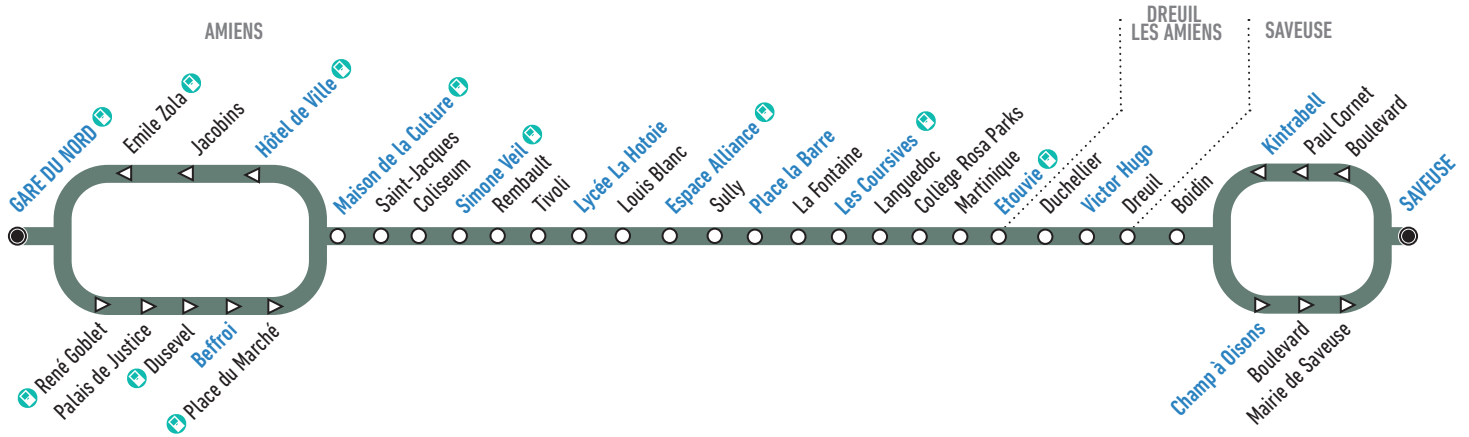 AMIENS
DREUIL
LES AMIENS
SAVEUSE
GARE DU NORD
Emile Zola
Jacobins
Hôtel de Ville
Maison de la Culture
Saint-Jacques
Coliseum
Simone Veil
Rembault
Tivoli
Lycée La Hotoie
Louis Blanc
Espace Alliance
Sully
Place la Barre
La Fontaine
Les Coursives
Languedoc
Collège Rosa Parks
Martinique
Etouvie
Duchellier
Victor Hugo
Dreuil
Boidin
Kintrabell
Paul Cornet
Boulevard
SAVEUSE
René Goblet
Palais de Justice
Dusevel
Beffroi
Place du Marché
Champ à Oisons
Boulevard
Mairie de Saveuse